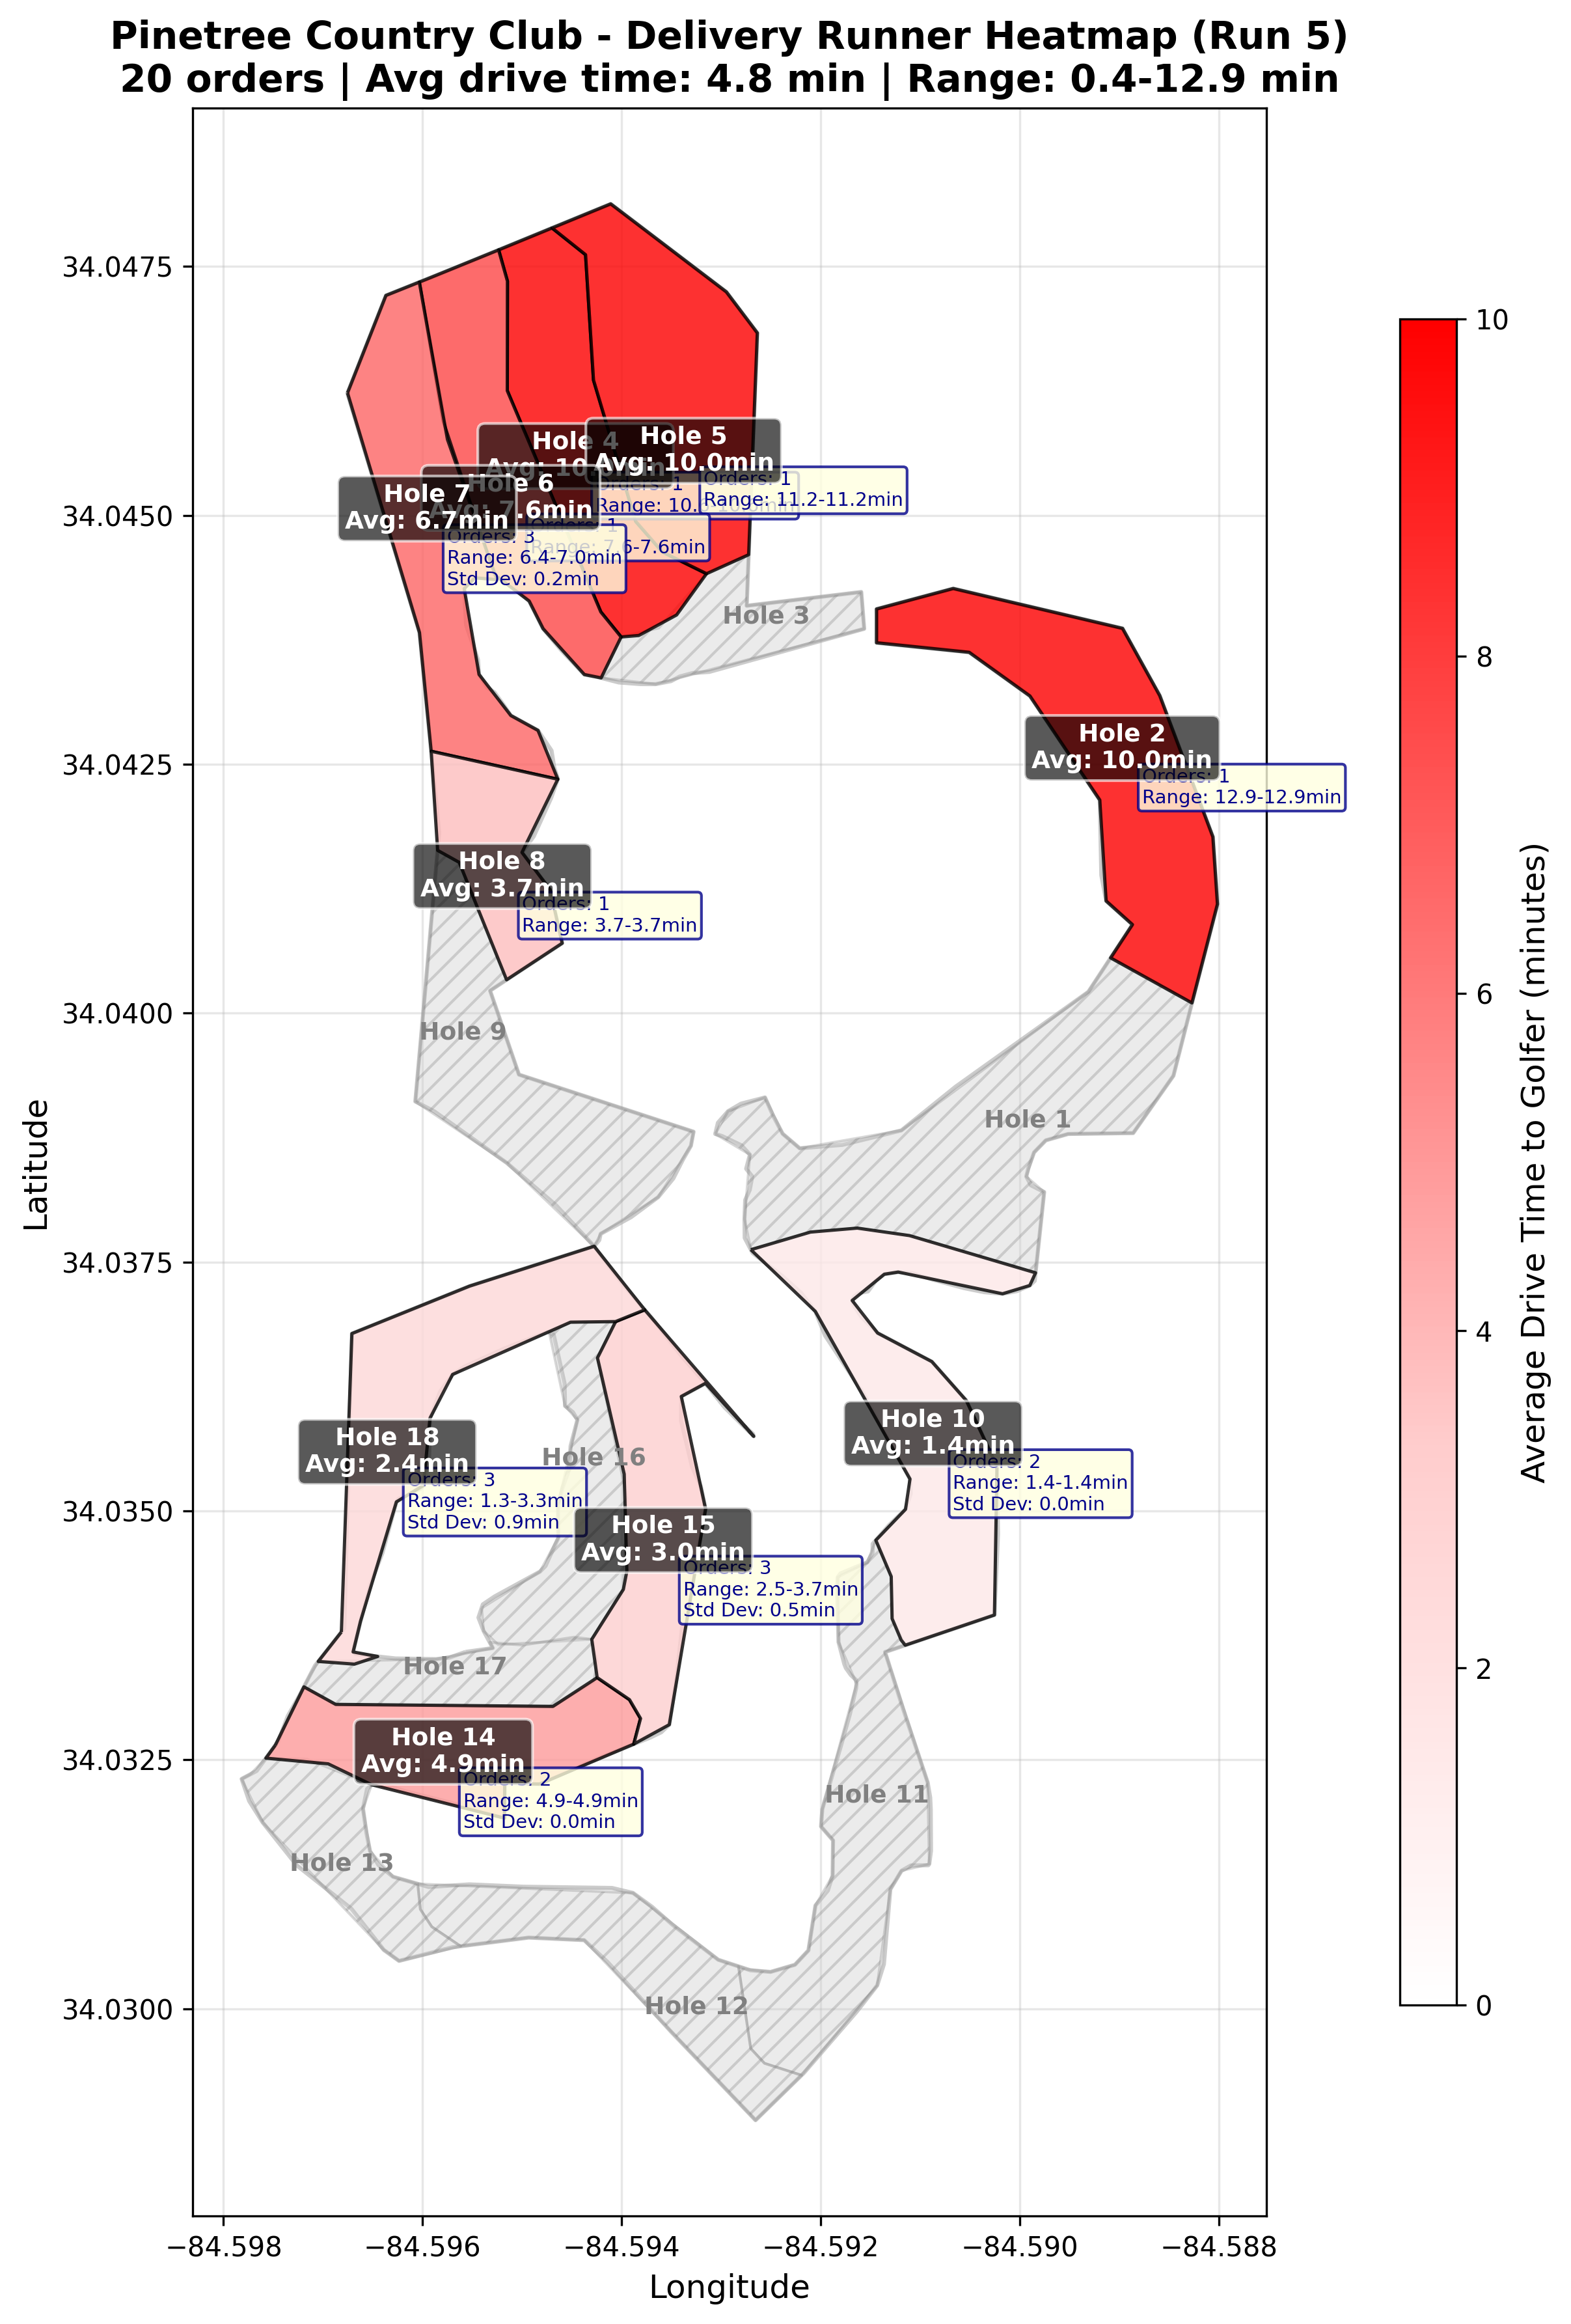 Pinetree Country Club - Delivery Runner Heatmap (Run 5)
20 orders | Avg drive time: 4.8 min | Range: 0.4-12.9 min
34.0475
34.0450
34.0425
34.0400
34.0375
34.0350
34.0325
34.0300
Latitude
−84.598
−84.596
−84.594
−84.592
−84.590
−84.588
Longitude
10
8
6
4
2
0
Average Drive Time to Golfer (minutes)
Hole 4
Avg:
Orders: 1
Hole 5
Avg: 10.0min
Orders: 1
Range: 11.2-11.2min
Hole 6
Orders: 1
Range: 7.6-7.6min
Hole 7
Avg: 6.7min
Orders: 3
Range: 6.4-7.0min
Std Dev: 0.2min
Hole 3
Hole 2
Avg: 10.0min
Orders: 1
Range: 12.9-12.9min
Hole 8
Avg: 3.7min
Orders: 1
Range: 3.7-3.7min
Hole 9
Hole 1
Hole 10
Avg: 1.4min
Orders: 2
Range: 1.4-1.4min
Std Dev: 0.0min
Hole 18
Avg: 2.4min
Orders: 3
Range: 1.3-3.3min
Std Dev: 0.9min
Hole 16
Hole 15
Avg: 3.0min
Orders: 3
Range: 2.5-3.7min
Std Dev: 0.5min
Hole 17
Hole 14
Avg: 4.9min
Orders: 2
Range: 4.9-4.9min
Std Dev: 0.0min
Hole 11
Hole 13
Hole 12